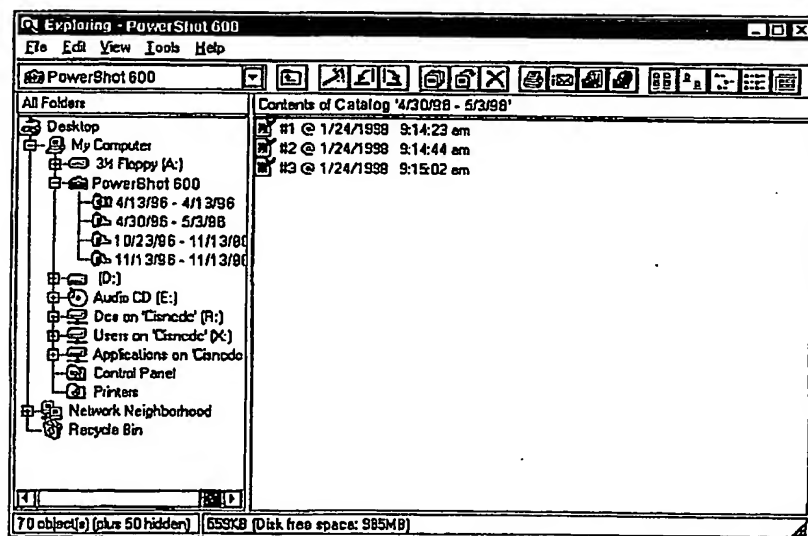 Exploring - PowerShot 600
File Edit View Tools Help
PowerShot 600
All Folders
Contents of Catalog '4/30/98 - 5/3/98'
Desktop
My Computer
3½ Floppy (A:)
PowerShot 600
4/13/96 - 4/13/96
4/30/96 - 5/3/98
10/23/96 - 11/13/96
11/13/96 - 11/13/96
(D:)
Audio CD (E:)
Dcs on 'Cisncdc' (R:)
Users on 'Cisncdc' (X:)
Applications on 'Cisncdc
Control Panel
Printers
Network Neighborhood
Recycle Bin
#1 @ 1/24/1998 9:14:23 am
#2 @ 1/24/1998 9:14:44 am
#3 @ 1/24/1998 9:15:02 am
70 object(s) (plus 50 hidden)
659KB (Disk free space: 985MB)